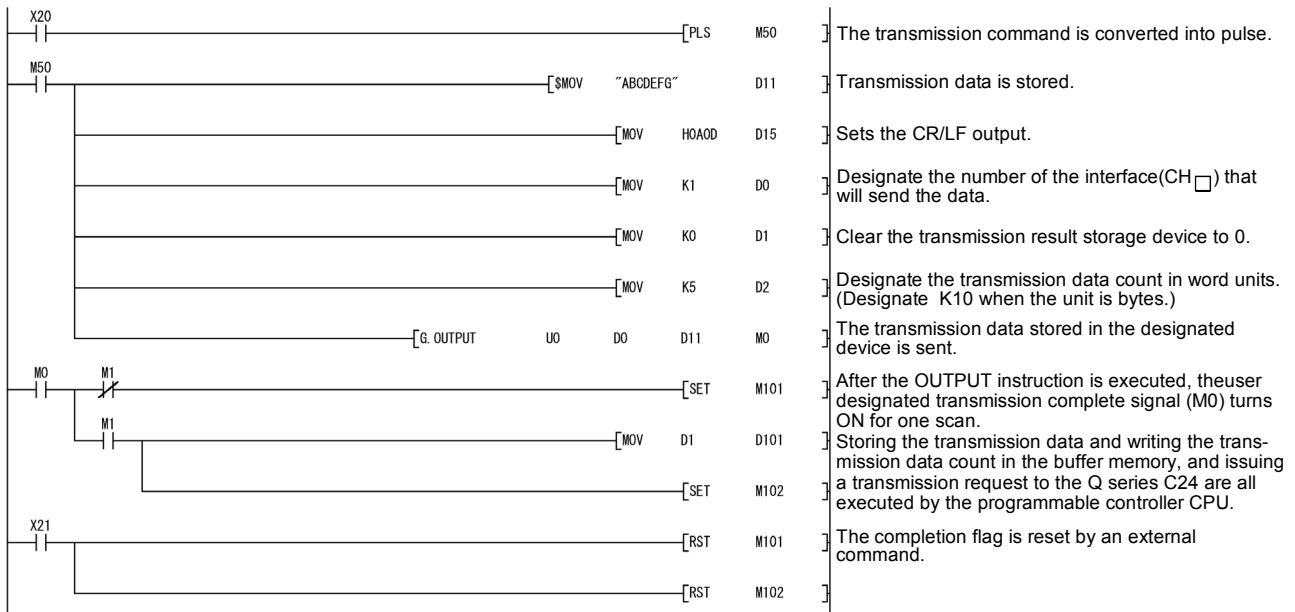 X20
[PLS M50 ] The transmission command is converted into pulse.
M50
[$MOV "ABCDEFG" D11 ] Transmission data is stored.
[MOV H0A0D D15 ] Sets the CR/LF output.
[MOV K1 D0 ] Designate the number of the interface(CH□) that
will send the data.
[MOV K0 D1 ] Clear the transmission result storage device to 0.
[MOV K5 D2 ] Designate the transmission data count in word units.
(Designate K10 when the unit is bytes.)
[G.OUTPUT U0 D0 D11 M0 ] The transmission data stored in the designated
device is sent.
M0 M1
[SET M101 ] After the OUTPUT instruction is executed, theuser
designated transmission complete signal (M0) turns
ON for one scan.
M1
[MOV D1 D101 ] Storing the transmission data and writing the trans-
mission data count in the buffer memory, and issuing
[SET M102 ] a transmission request to the Q series C24 are all
executed by the programmable controller CPU.
X21
[RST M101 ] The completion flag is reset by an external
command.
[RST M102 ]